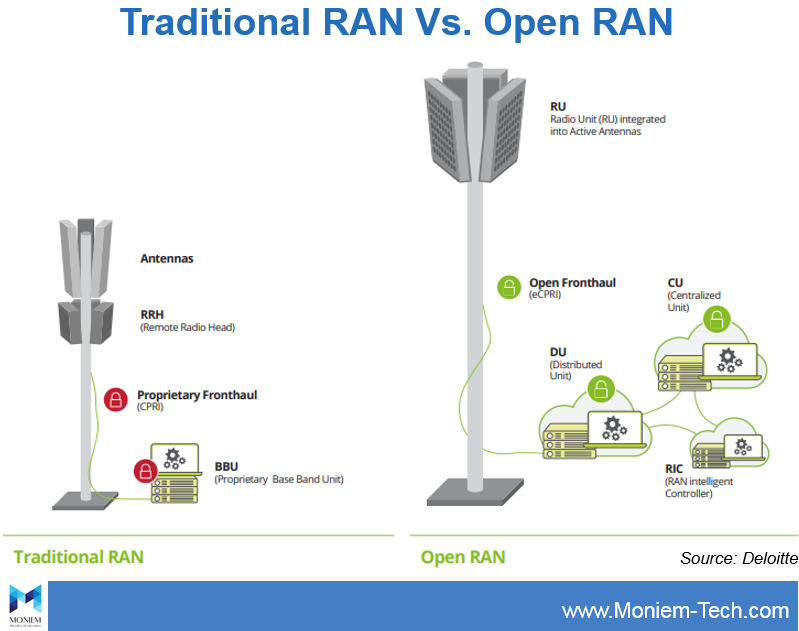 Traditional RAN Vs. Open RAN
RU
Radio Unit (RU) integrated
into Active Antennas
Antennas
RRH
(Remote Radio Head)
Proprietary Fronthaul
(CPRI)
BBU
(Proprietary Base Band Unit)
Open Fronthaul
(eCPRI)
CU
(Centralized
Unit)
DU
(Distributed
Unit)
RIC
(RAN intelligent
Controller)
Traditional RAN
Open RAN
Source: Deloitte
MONIEM
www.Moniem-Tech.com